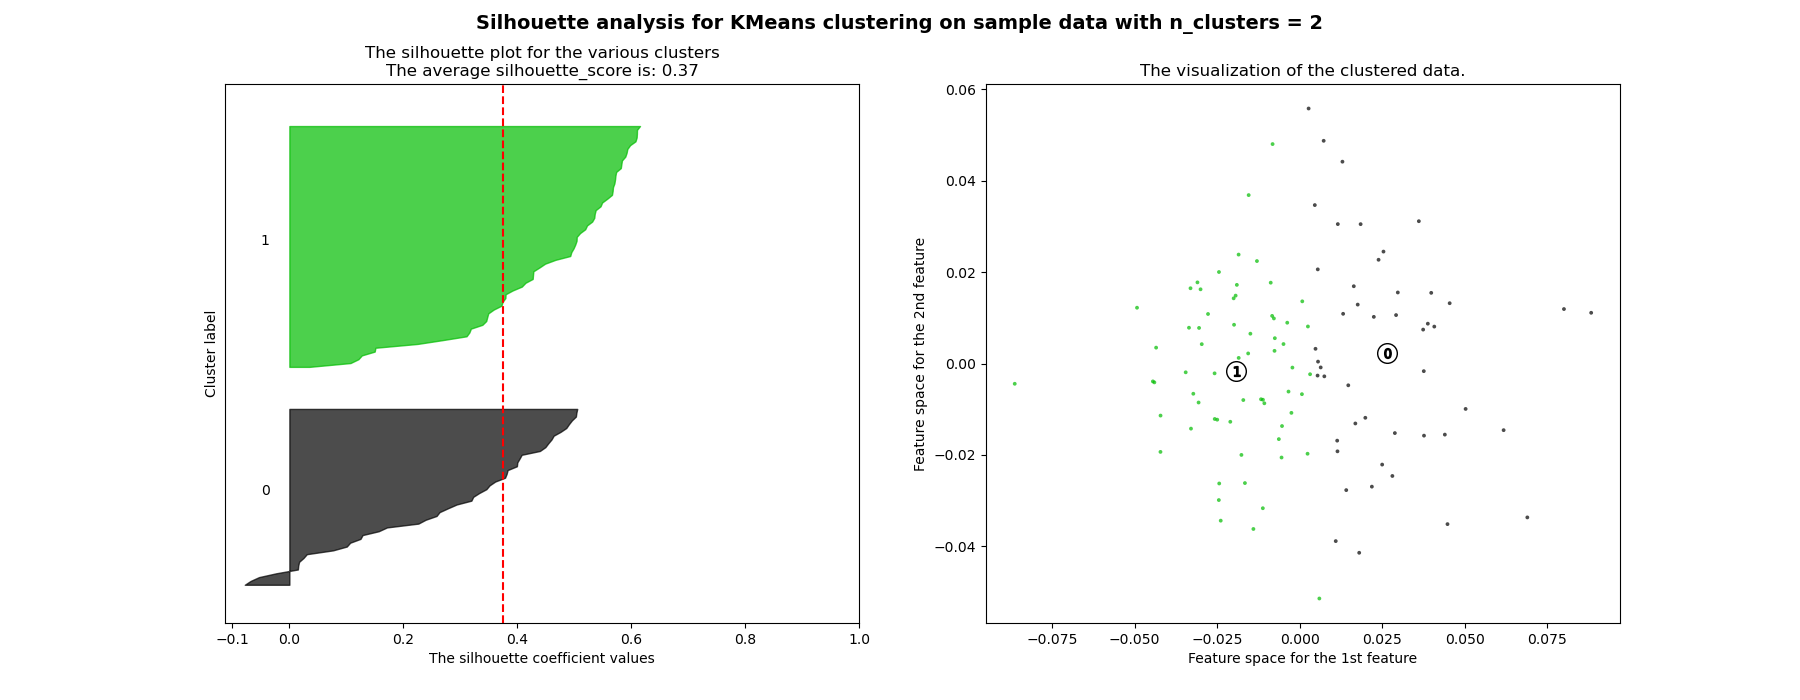 Silhouette analysis for KMeans clustering on sample data with n_clusters = 2
The silhouette plot for the various clusters
The average silhouette_score is: 0.37
Cluster label
1
0
−0.1 0.0 0.2 0.4 0.6 0.8 1.0
The silhouette coefficient values
The visualization of the clustered data.
Feature space for the 2nd feature
0.06
0.04
0.02
0.00
−0.02
−0.04
0
1
−0.075 −0.050 −0.025 0.000 0.025 0.050 0.075
Feature space for the 1st feature